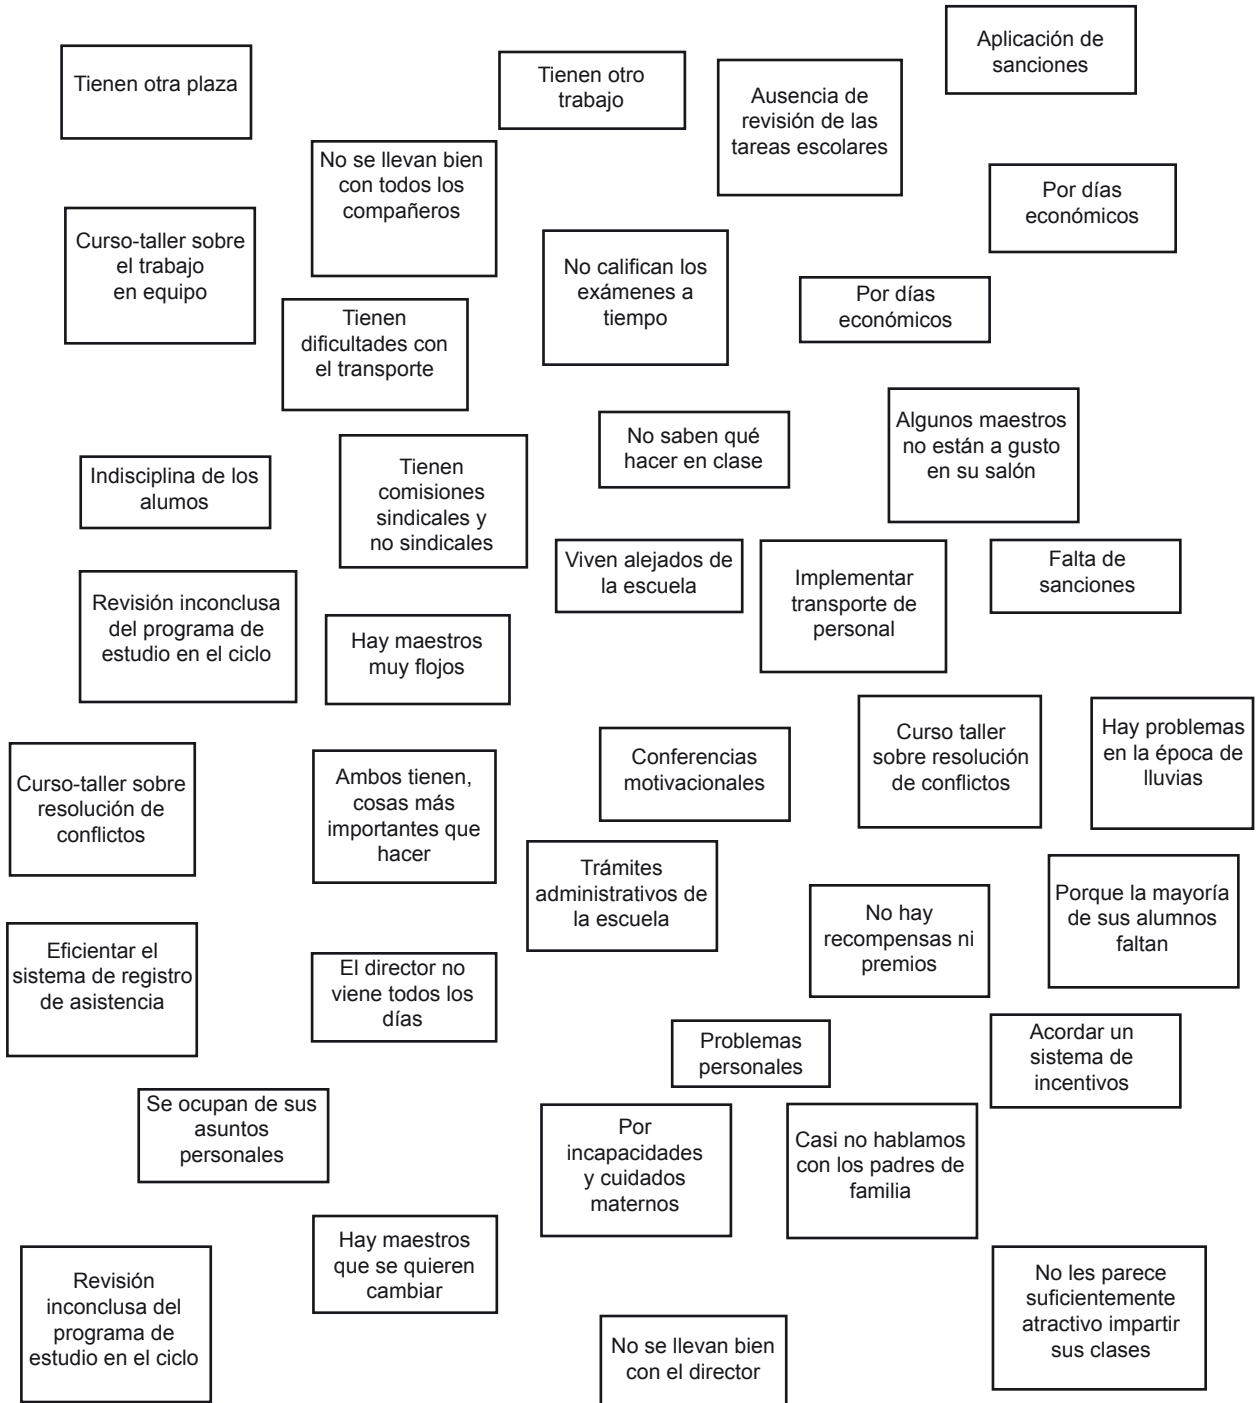 Aplicación de
sanciones
Tienen otra plaza
Tienen otro
trabajo
Ausencia de
revisión de las
tareas escolares
No se llevan bien
con todos los
compañeros
Por días
económicos
Curso-taller sobre
el trabajo
en equipo
No califican los
exámenes a
tiempo
Por días
económicos
Tienen
dificultades con
el transporte
Algunos maestros
no están a gusto
en su salón
No saben qué
hacer en clase
Indisciplina de los
alumos
Tienen
comisiones
sindicales y
no sindicales
Viven alejados de
la escuela
Implementar
transporte de
personal
Falta de
sanciones
Revisión inconclusa
del programa de
estudio en el ciclo
Hay maestros
muy flojos
Curso taller
sobre resolución
de conflictos
Hay problemas
en la época de
lluvias
Conferencias
motivacionales
Curso-taller sobre
resolución de
conflictos
Ambos tienen,
cosas más
importantes que
hacer
Trámites
administrativos de
la escuela
Porque la mayoría
de sus alumnos
faltan
No hay
recompensas ni
premios
Eficientar el
sistema de registro
de asistencia
El director no
viene todos los
días
Problemas
personales
Acordar un
sistema de
incentivos
Se ocupan de sus
asuntos
personales
Por
incapacidades
y cuidados
maternos
Casi no hablamos
con los padres de
familia
Hay maestros
que se quieren
cambiar
Revisión
inconclusa del
programa de
estudio en el ciclo
No les parece
suficientemente
atractivo impartir
sus clases
No se llevan bien
con el director